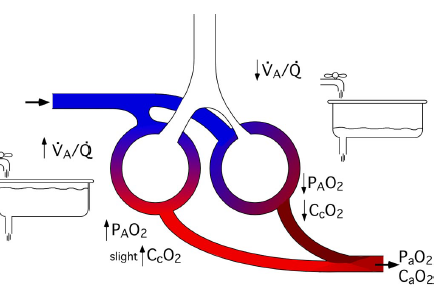 ↓V̇A/Q̇
↑ V̇A/Q̇
↓PAO2
↓CcO2
↑PAO2
slight ↑CcO2
PaO2
CaO2